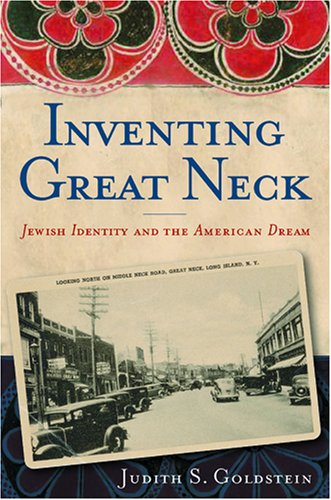 INVENTING
GREAT NECK
JEWISH IDENTITY AND THE AMERICAN DREAM
LOOKING NORTH ON MIDDLE NECK ROAD, GREAT NECK, LONG ISLAND, N. Y.
JUDITH S. GOLDSTEIN